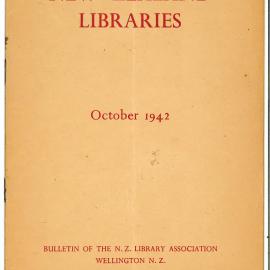 LIBRARIES
October 1942
BULLETIN OF THE N. Z. LIBRARY ASSOCIATION
WELLINGTON N. Z.